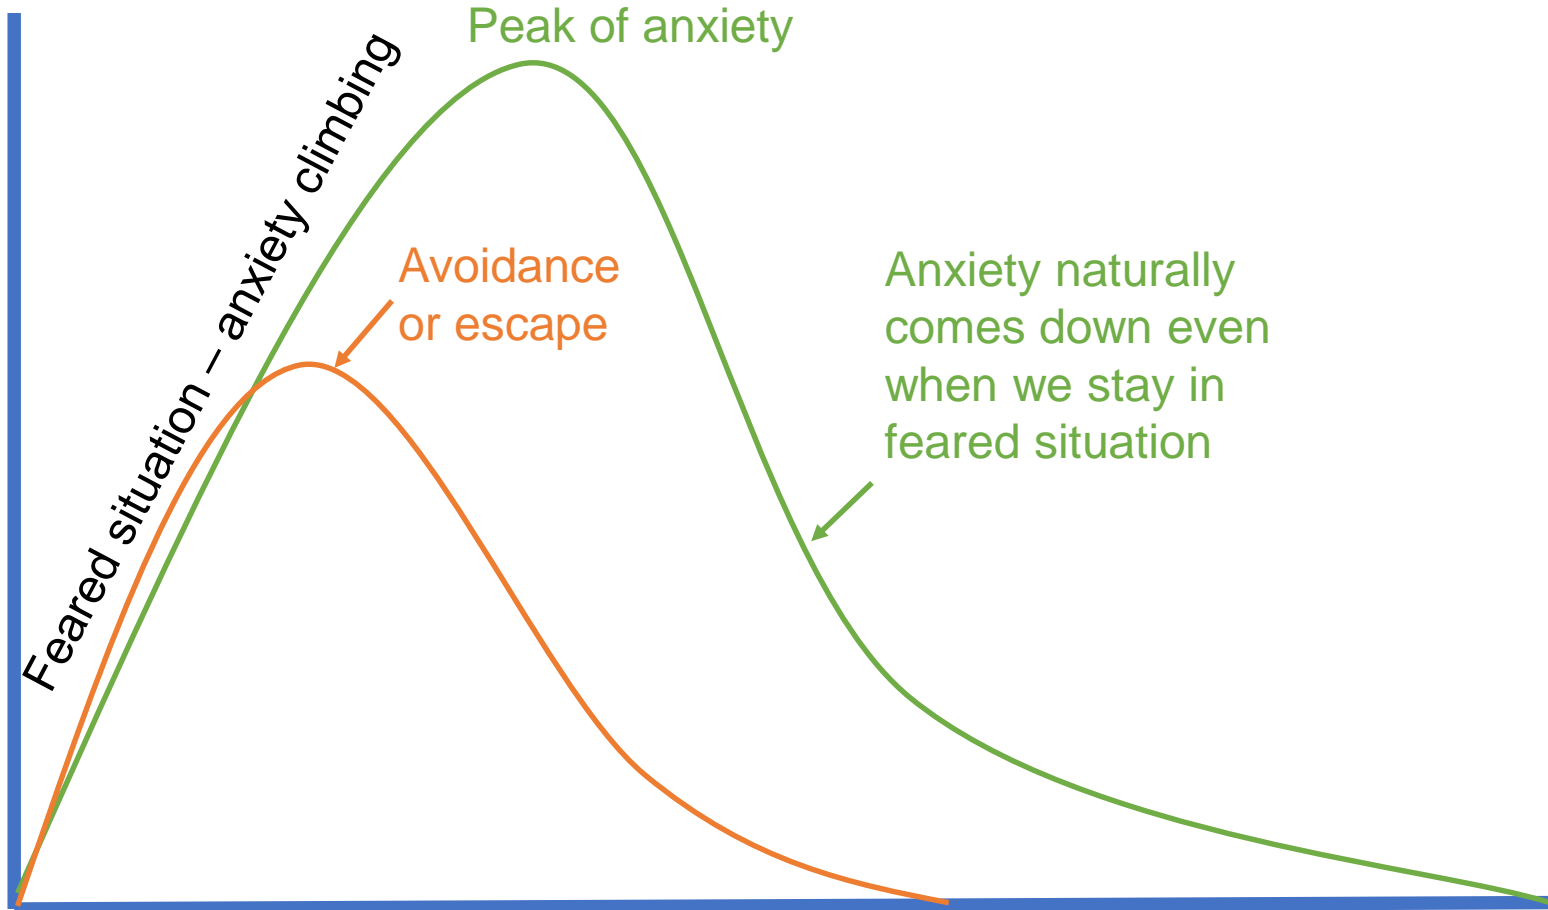 Peak of anxiety
Feared situation – anxiety climbing
Avoidance
or escape
Anxiety naturally
comes down even
when we stay in
feared situation